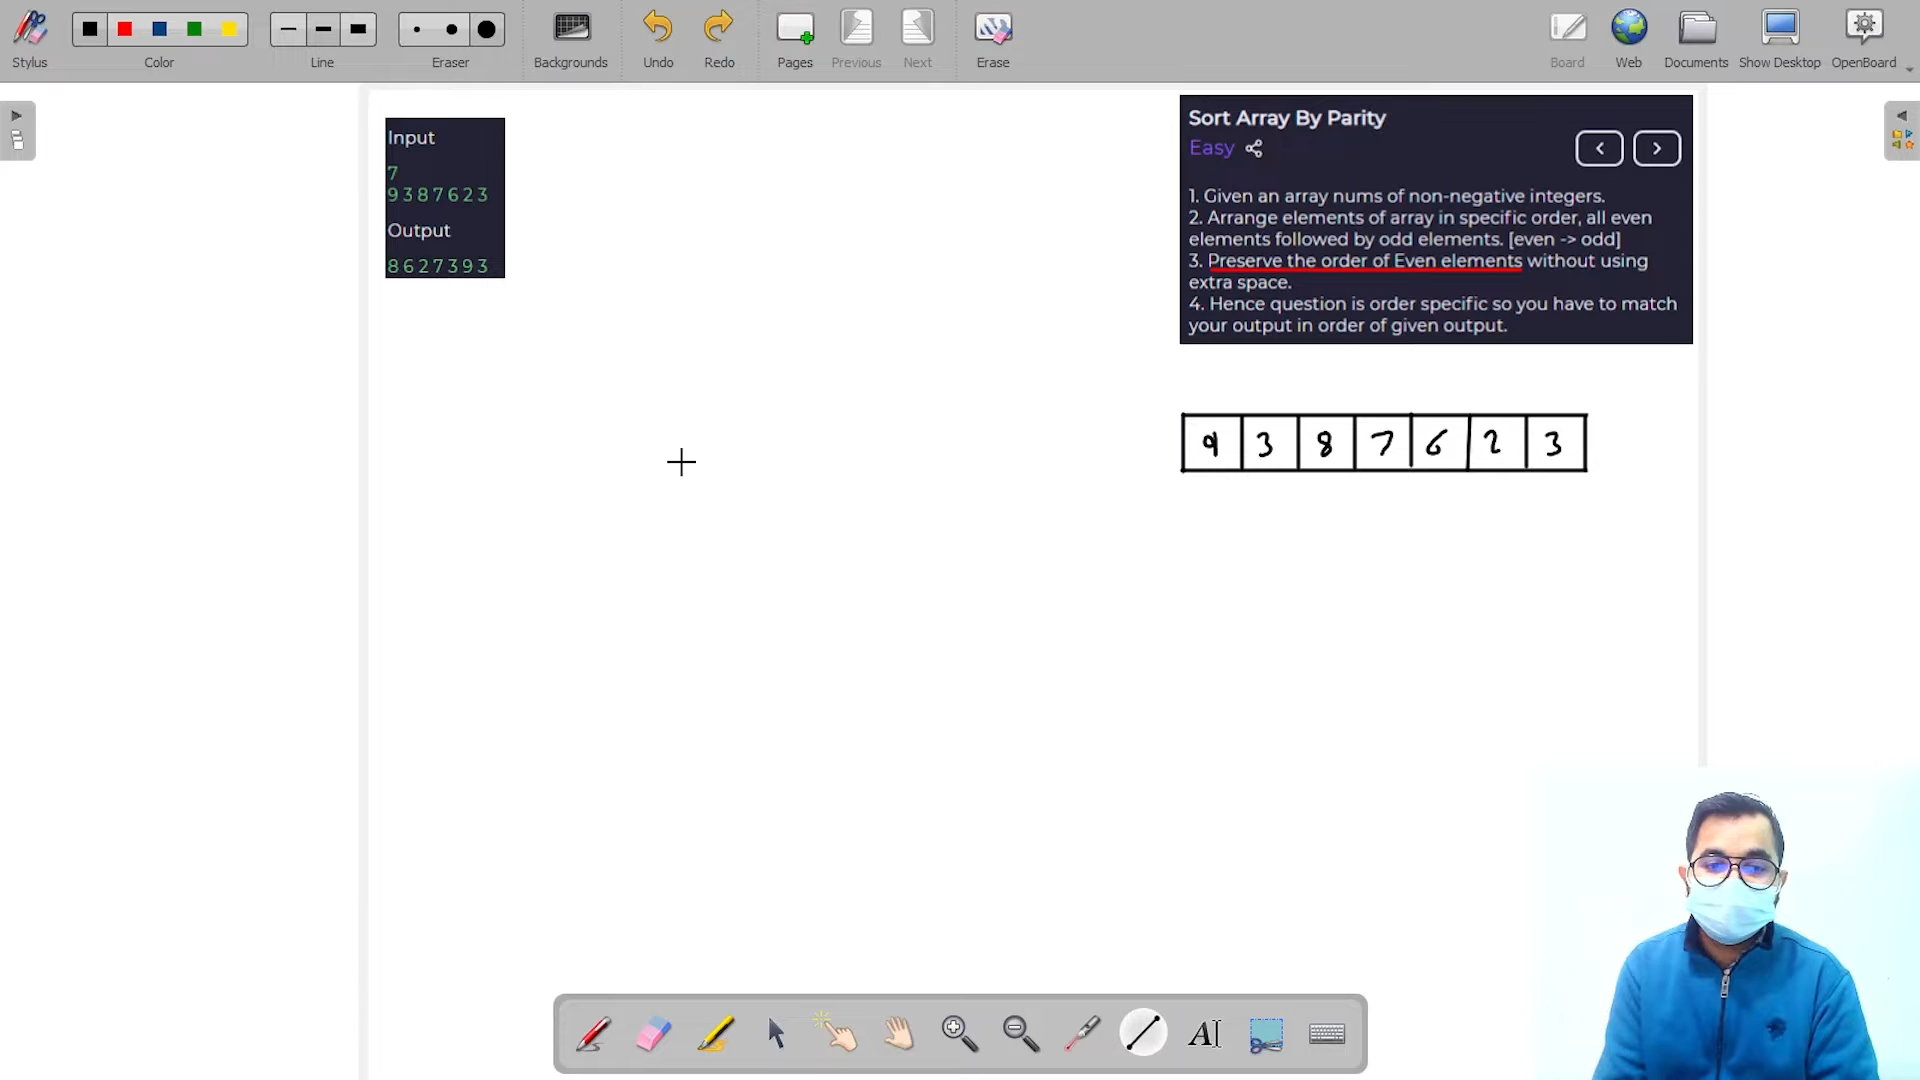 Stylus
Color
Line
Eraser
Backgrounds
Undo
Redo
Pages
Previous
Next
Erase
Board
Web
Documents
Show Desktop
OpenBoard
Input
7
9 3 8 7 6 2 3
Output
8 6 2 7 3 9 3
Sort Array By Parity
Easy
1. Given an array nums of non-negative integers.
2. Arrange elements of array in specific order, all even
elements followed by odd elements. [even -> odd]
3. Preserve the order of Even elements without using
extra space.
4. Hence question is order specific so you have to match
your output in order of given output.
9 3 8 7 6 2 3
AI